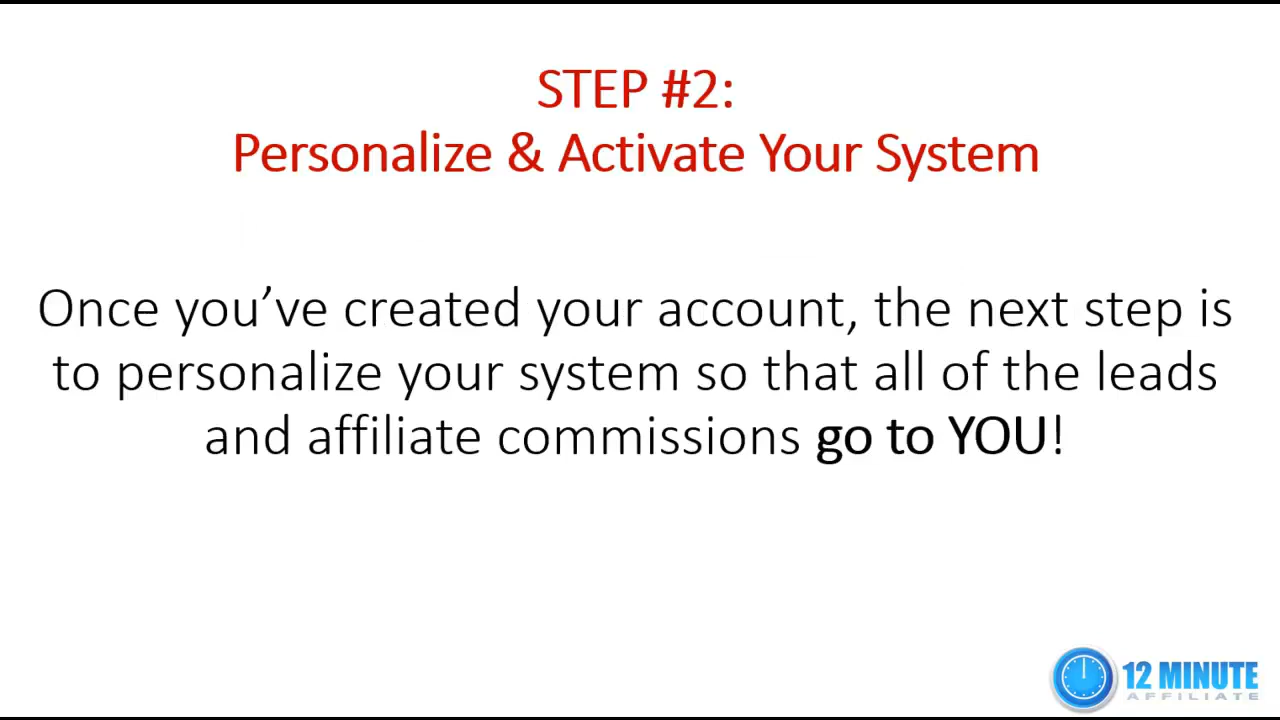 STEP #2:
Personalize & Activate Your System
Once you’ve created your account, the next step is
to personalize your system so that all of the leads
and affiliate commissions go to YOU!
12 MINUTE
AFFILIATE